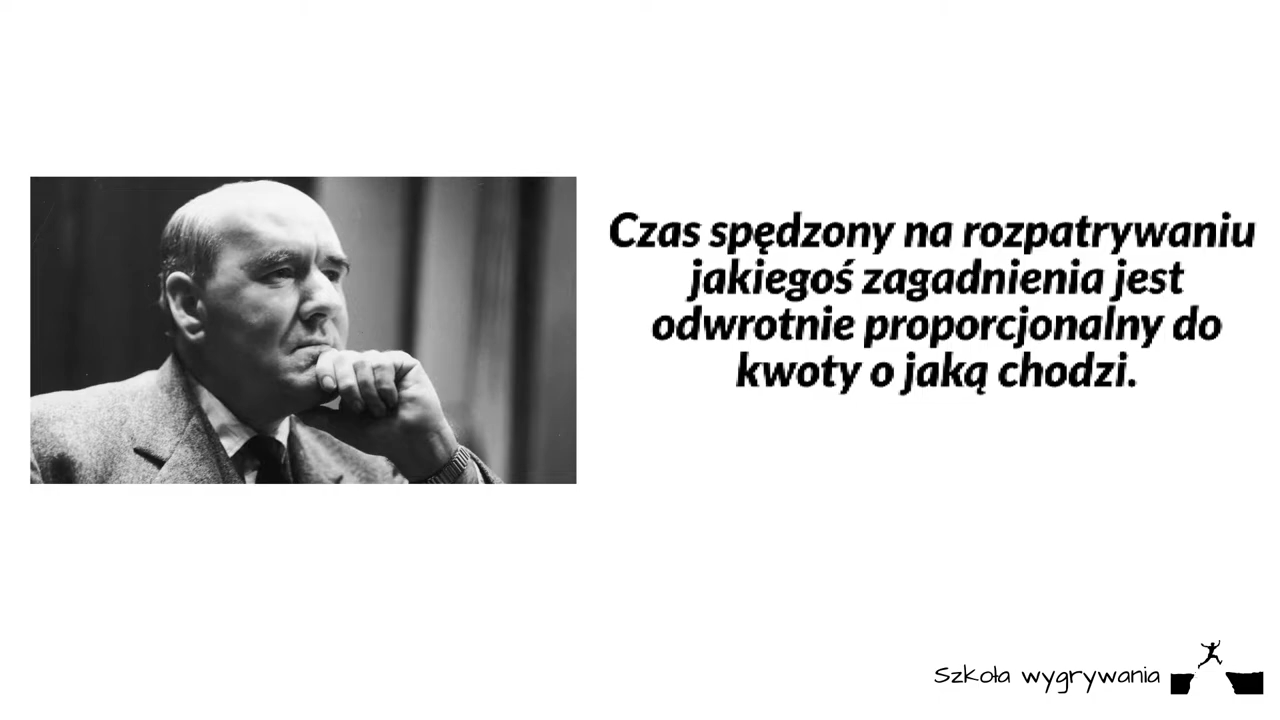 Czas spędzony na rozpatrywaniu
jakiegoś zagadnienia jest
odwrotnie proporcjonalny do
kwoty o jaką chodzi.
Szkoła wygrywania